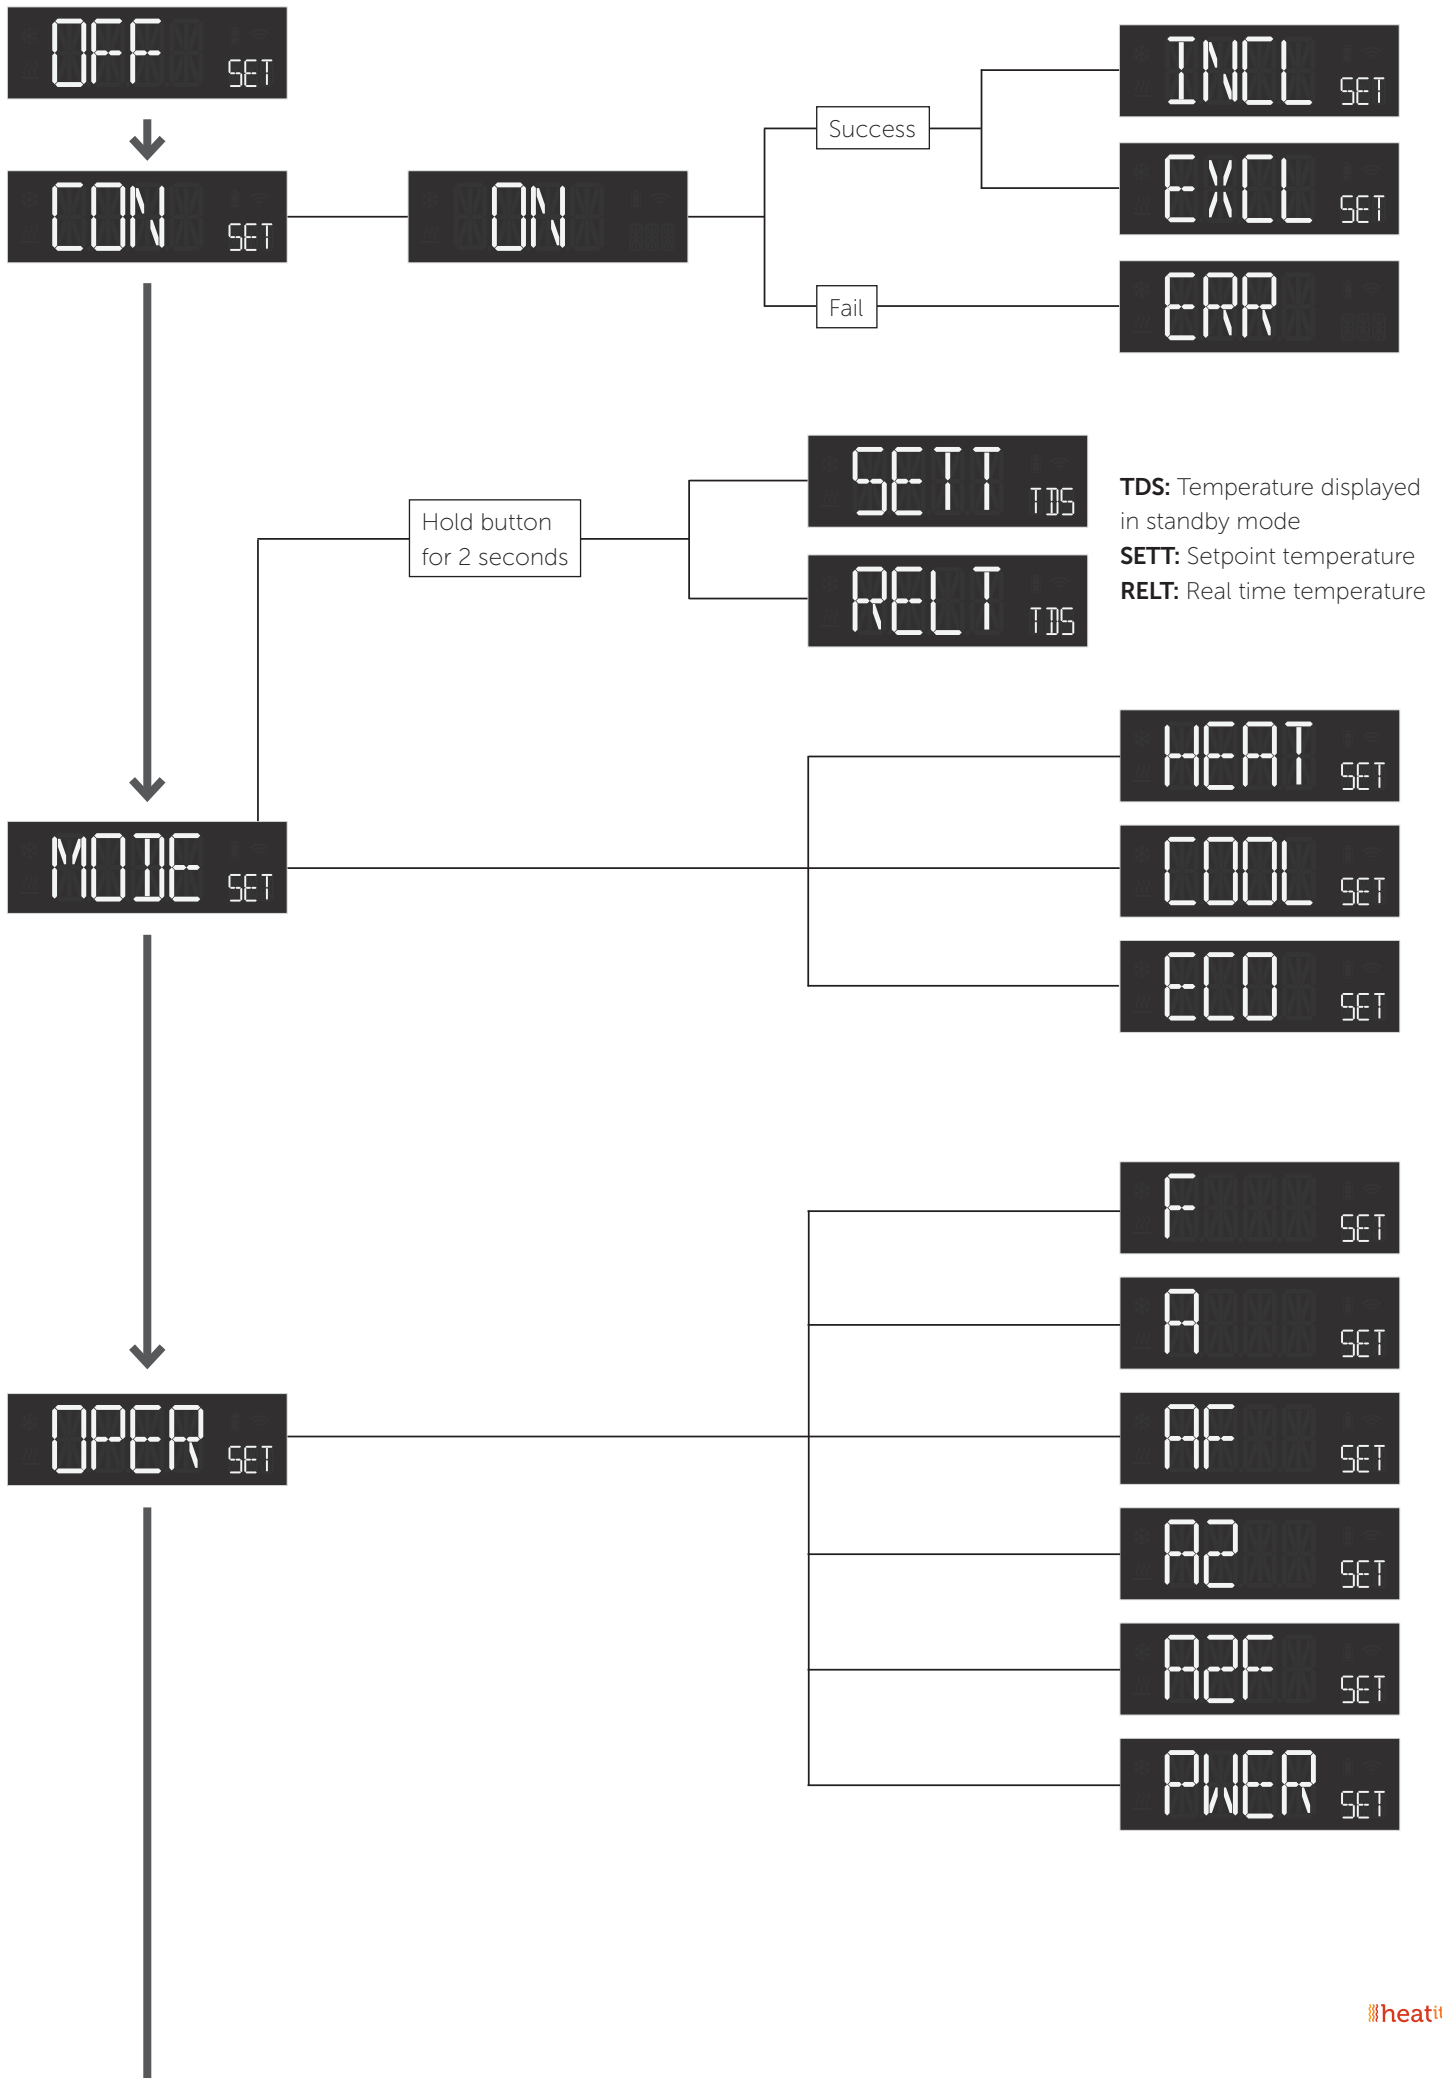 OFF SET
CON SET
ON
Success
INCL SET
EXCL SET
Fail
ERR
Hold button
for 2 seconds
SETT TDS
RELT TDS
TDS: Temperature displayed
in standby mode
SETT: Setpoint temperature
RELT: Real time temperature
MODE SET
HEAT SET
COOL SET
ECO SET
OPER SET
F SET
A SET
AF SET
A2 SET
A2F SET
PWER SET
heatit